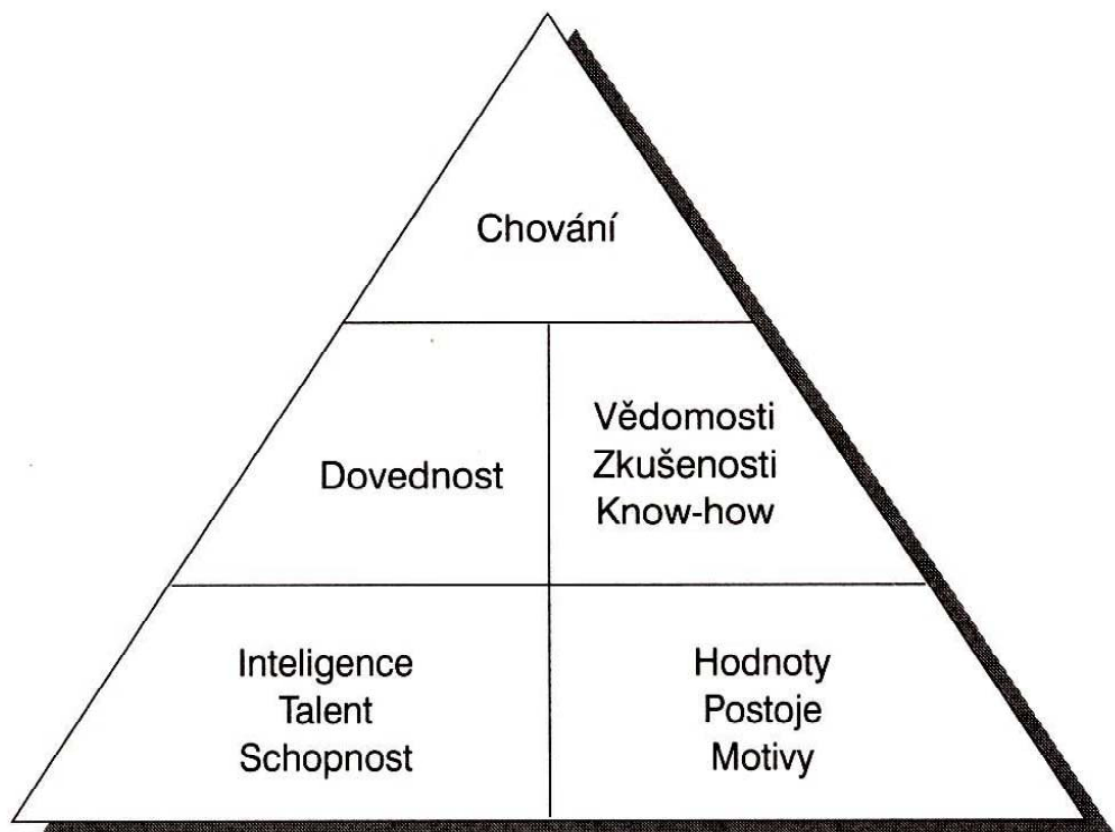 Chování
Dovednost
Vědomosti
Zkušenosti
Know-how
Inteligence
Talent
Schopnost
Hodnoty
Postoje
Motivy